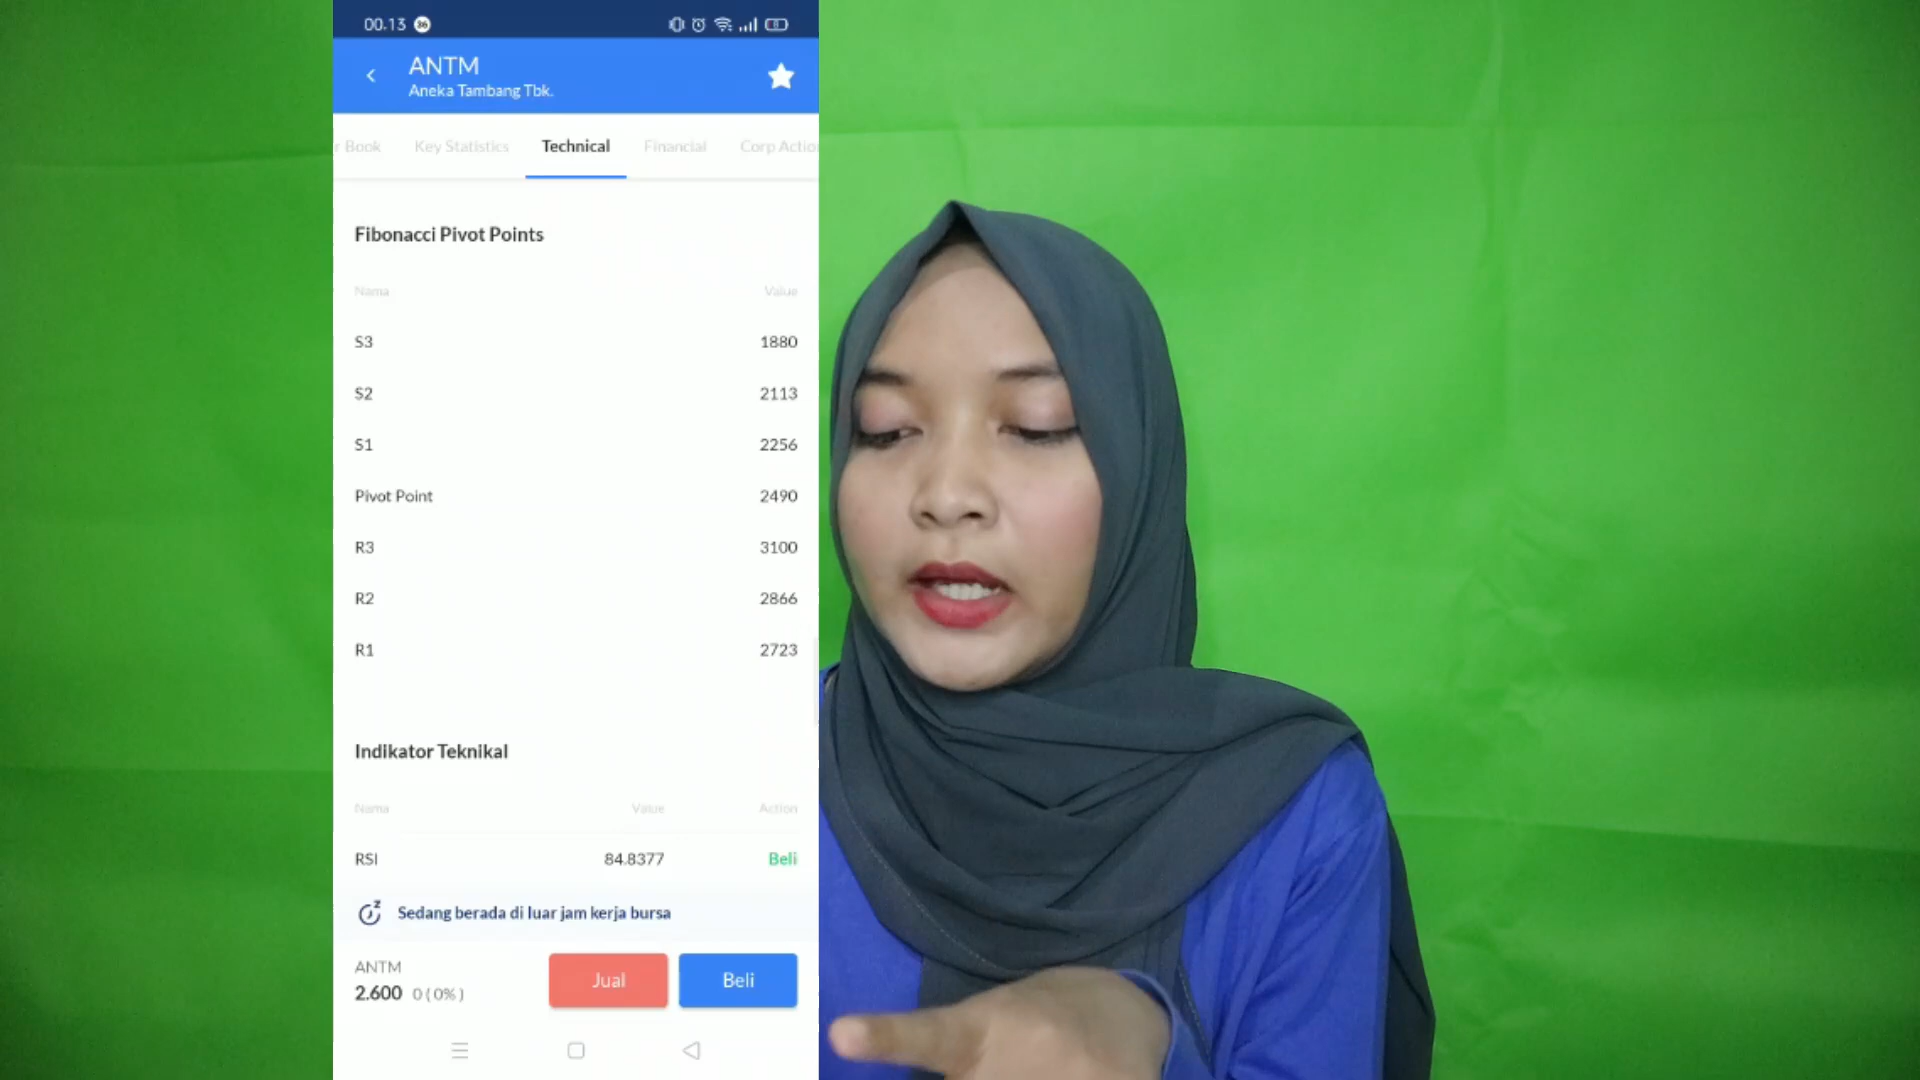 00.13 36
ANTM
Aneka Tambang Tbk.
r Book Key Statistics Technical Financial Corp Actio
Fibonacci Pivot Points
Nama Value
S3 1880
S2 2113
S1 2256
Pivot Point 2490
R3 3100
R2 2866
R1 2723
Indikator Teknikal
Nama Value Action
RSI 84.8377 Beli
Sedang berada di luar jam kerja bursa
ANTM
2.600 0 ( 0% )
Jual Beli